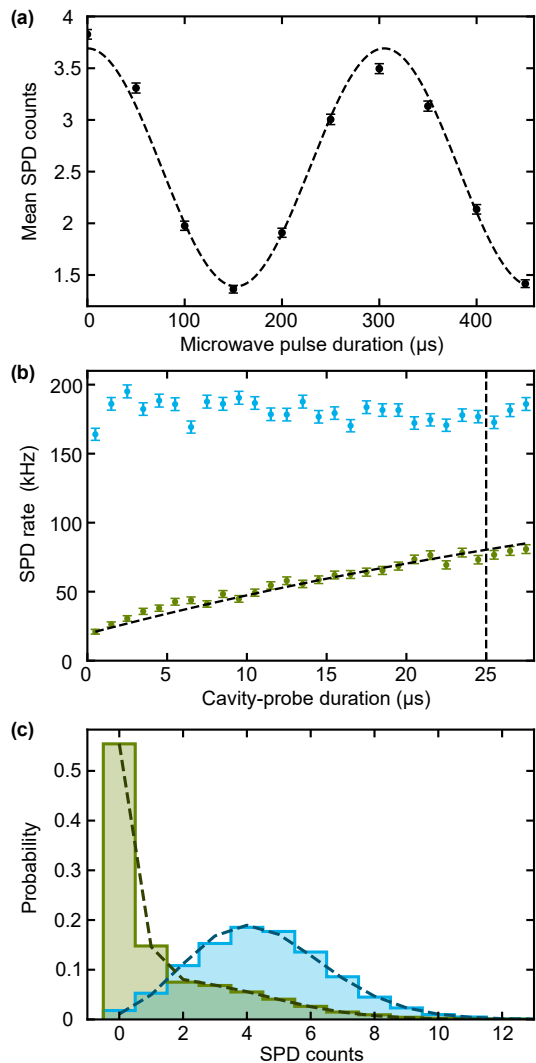 (a)
4
3.5
3
2.5
2
1.5
Mean SPD counts
0 100 200 300 400
Microwave pulse duration (μs)
(b)
200
150
100
50
0
SPD rate (kHz)
0 5 10 15 20 25
Cavity-probe duration (μs)
(c)
0.5
0.4
0.3
0.2
0.1
0
Probability
0 2 4 6 8 10 12
SPD counts